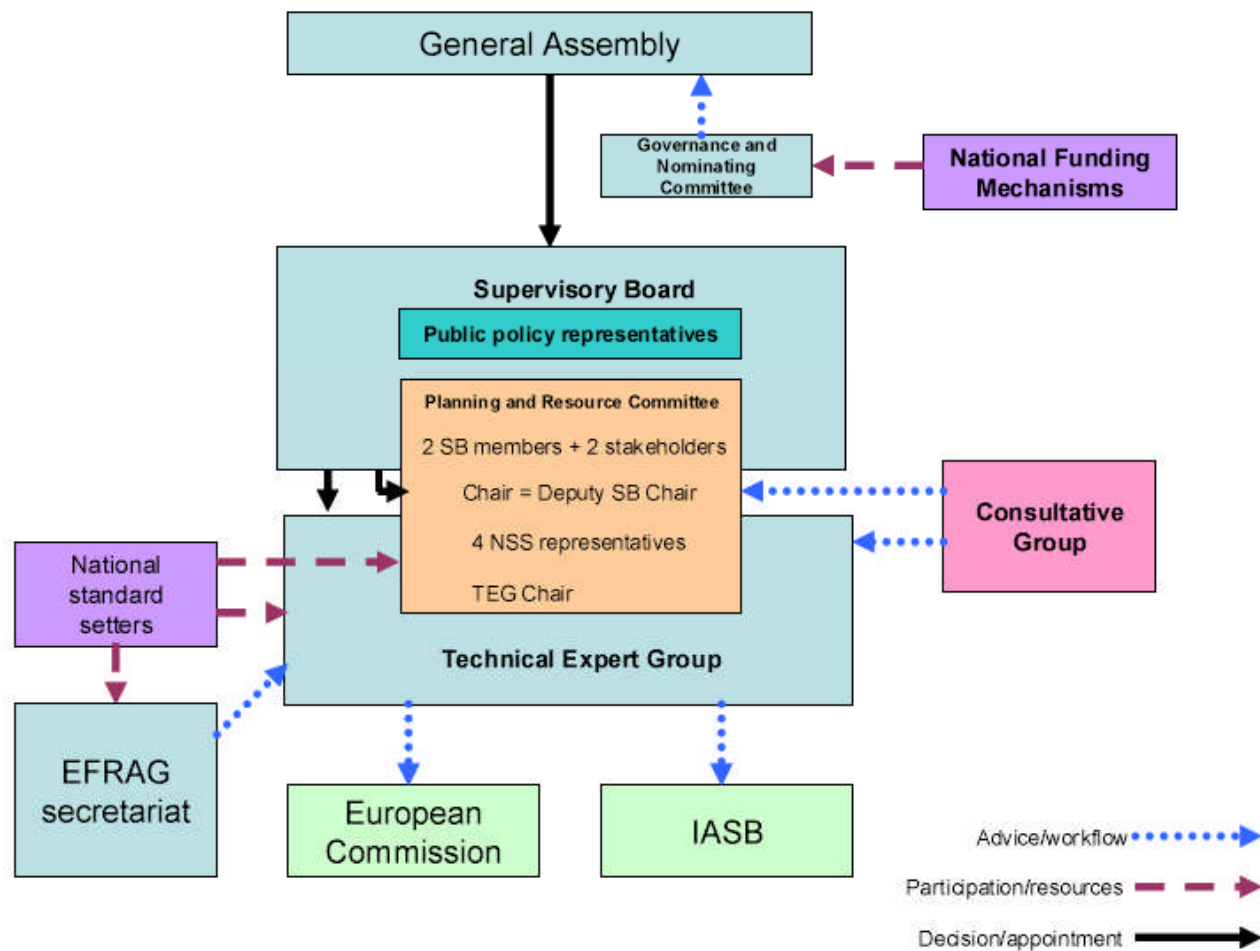 General Assembly
Governance and
Nominating
Committee
National Funding
Mechanisms
Supervisory Board
Public policy representatives
Planning and Resource Committee
2 SB members + 2 stakeholders
Chair = Deputy SB Chair
4 NSS representatives
TEG Chair
Consultative
Group
National
standard
setters
Technical Expert Group
EFRAG
secretariat
European
Commission
IASB
Advice/workflow
Participation/resources
Decision/appointment